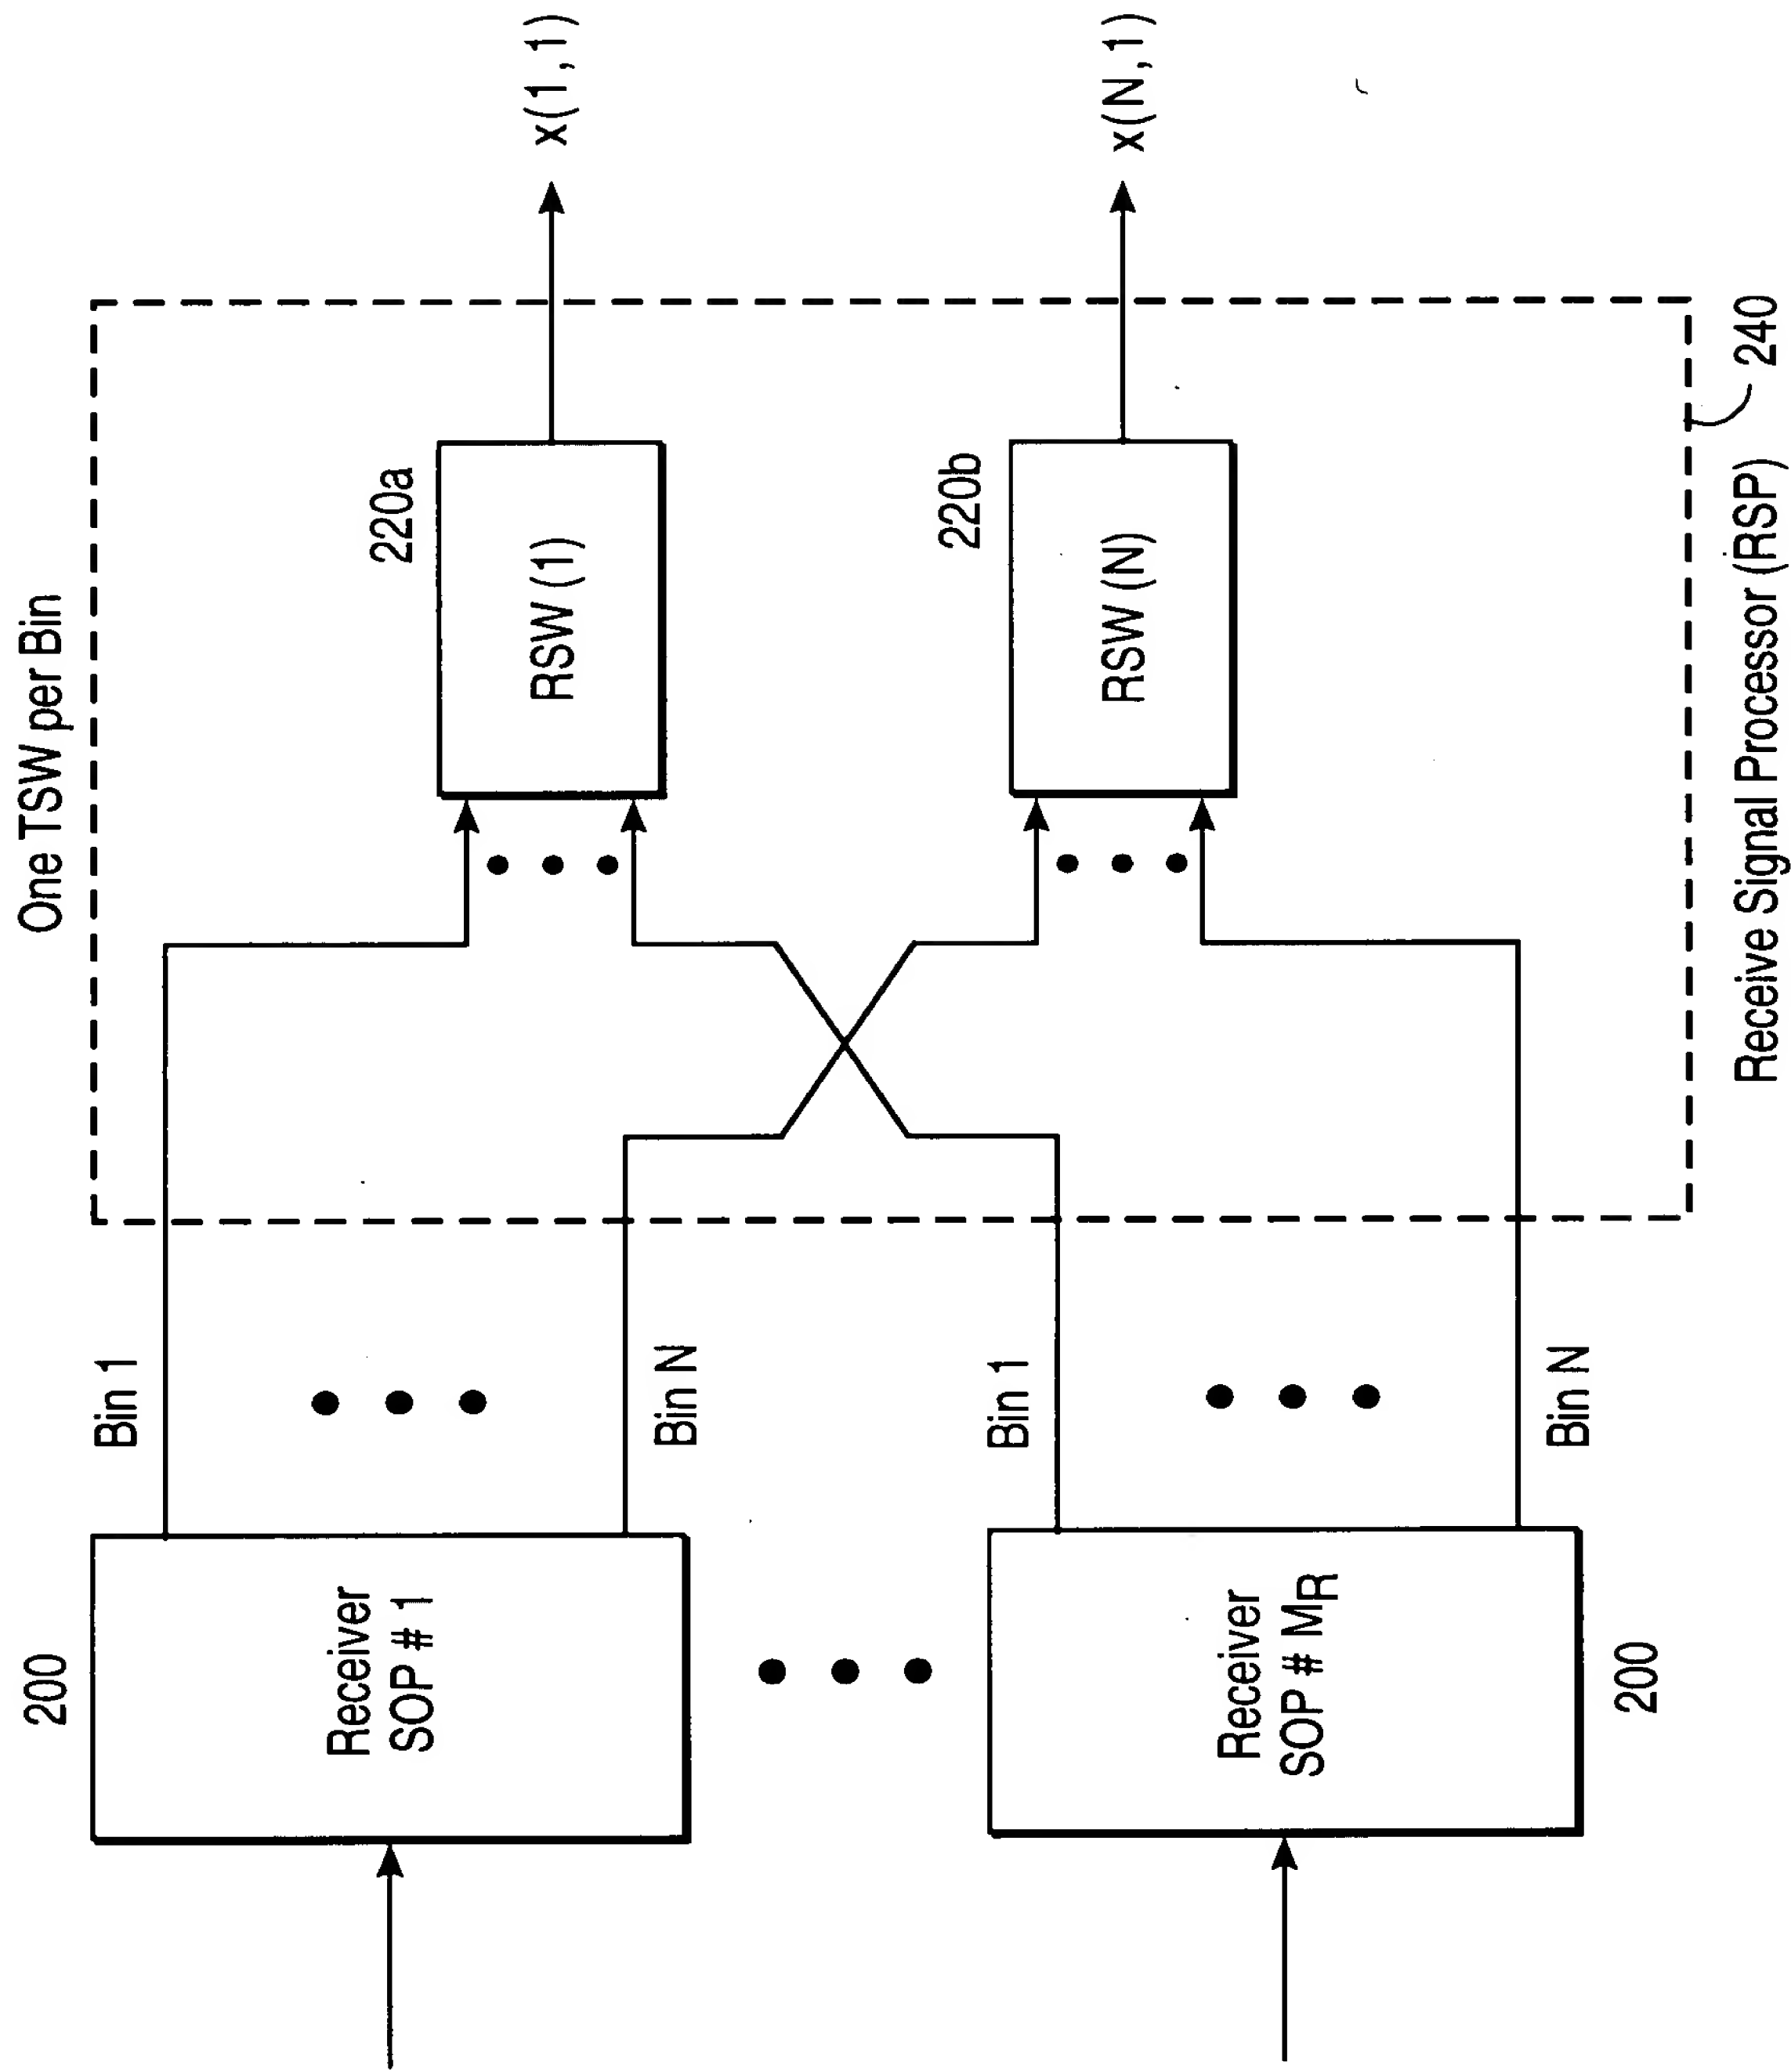 One TSW per Bin
200
Receiver
SOP # 1
Bin 1
Bin N
220a
RSW (1)
x(1,1)
Receiver
SOP # MR
200
Bin 1
Bin N
220b
RSW (N)
x(N,1)
240
Receive Signal Processor (RSP)